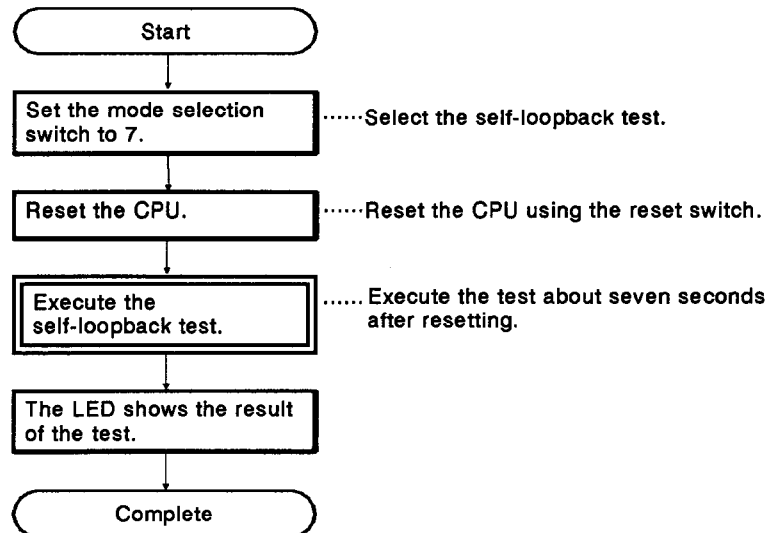 Start
Set the mode selection
switch to 7.
······Select the self-loopback test.
Reset the CPU.
······Reset the CPU using the reset switch.
Execute the
self-loopback test.
······ Execute the test about seven seconds
after resetting.
The LED shows the result
of the test.
Complete